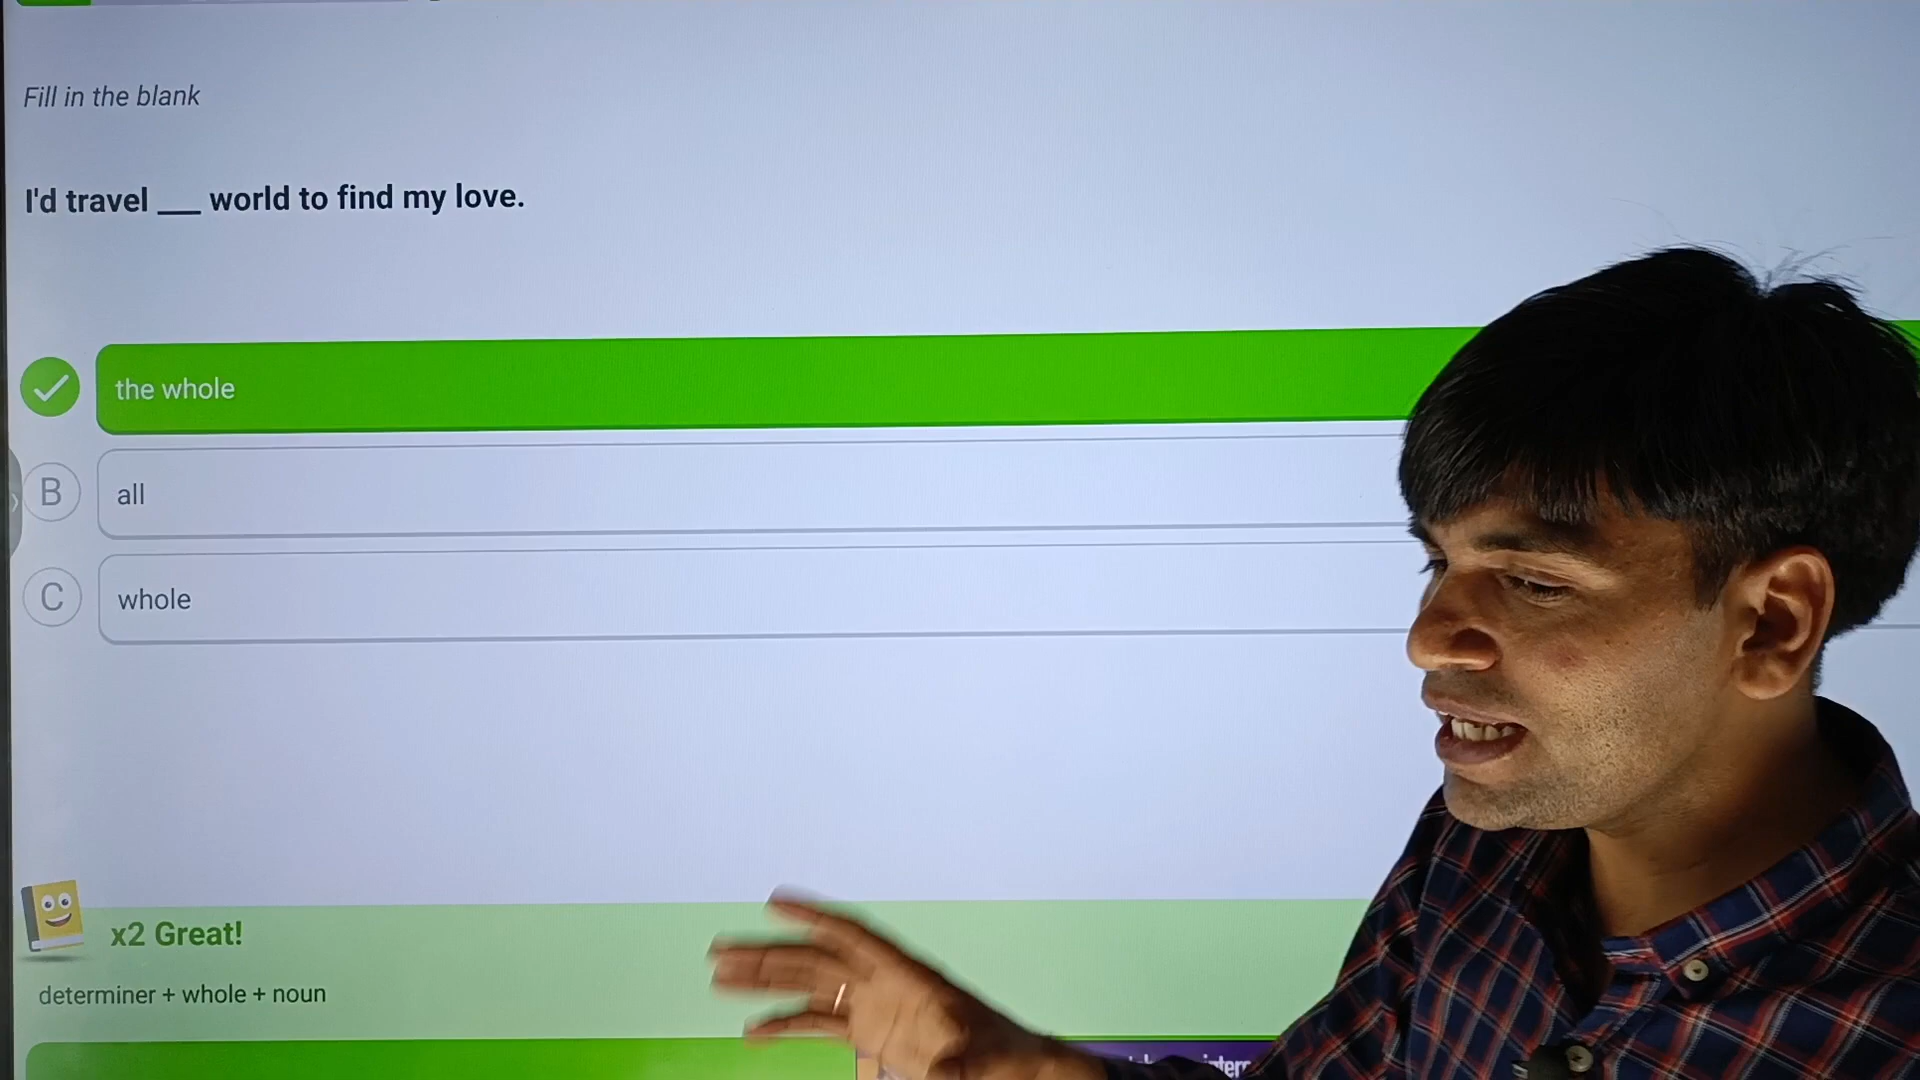 Fill in the blank
I'd travel ___ world to find my love.
the whole
B all
C whole
x2 Great!
determiner + whole + noun